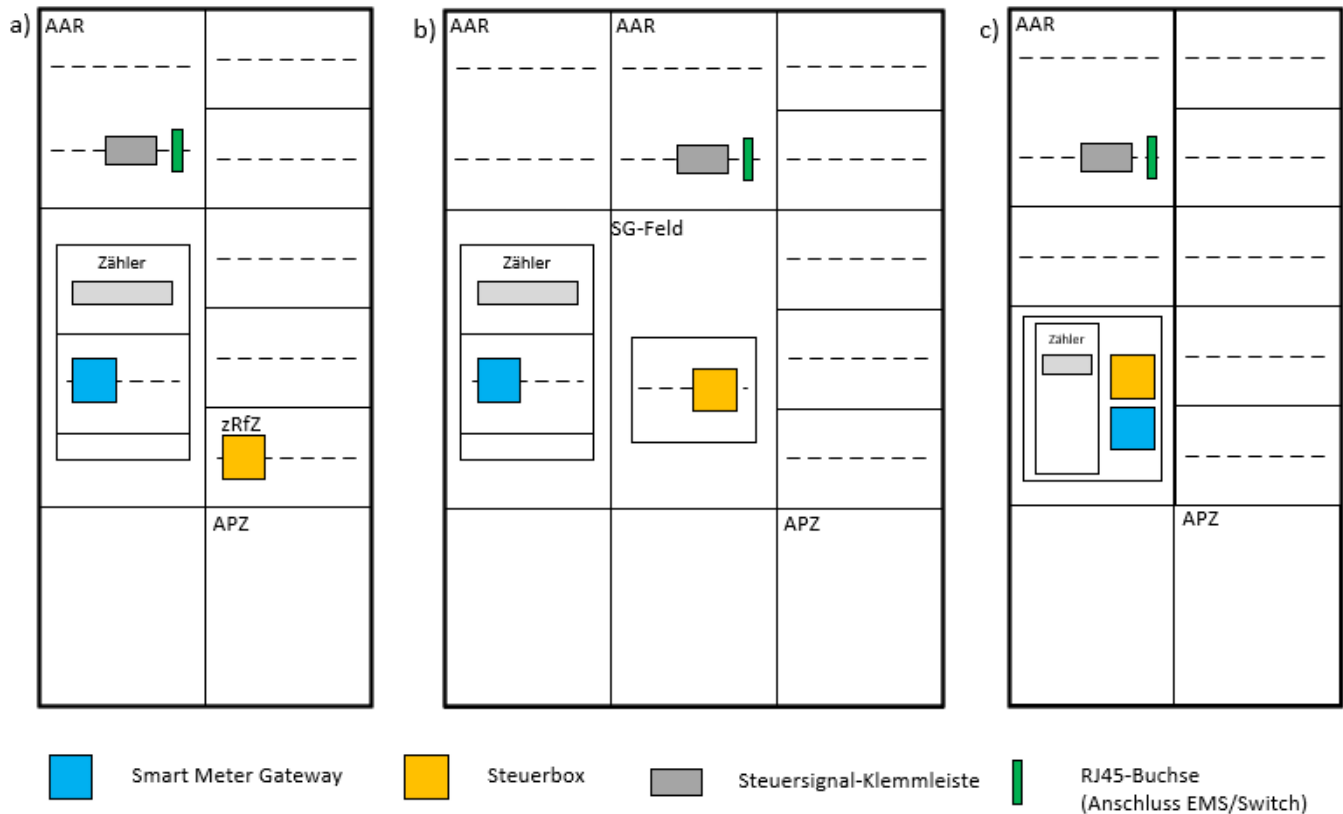 a)
AAR
zRfZ
Zähler
APZ
b)
AAR
AAR
SG-Feld
Zähler
APZ
c)
AAR
Zähler
APZ
Smart Meter Gateway
Steuerbox
Steuersignal-Klemmleiste
RJ45-Buchse
(Anschluss EMS/Switch)